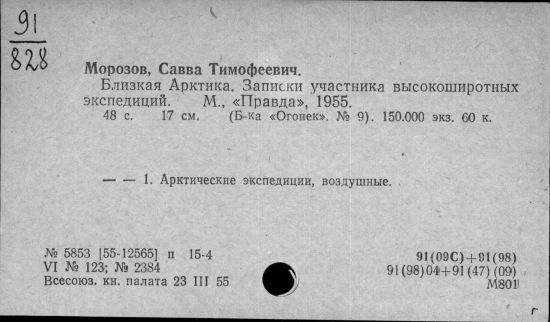 91
828
Морозов, Савва Тимофеевич.
Близкая Арктика. Записки участника высокоширотных
экспедиций. М., «Правда», 1955.
48 с. 17 см. (Б-ка «Огонек». № 9). 150.000 экз. 60 к.
— — 1. Арктические экспедиции, воздушные.
№ 5853 [55-12565] п 15-4
VI № 123; № 2384
Всесоюз. кн. палата 23 III 55
91(09С)+91(98)
91(98)04+91(47)(09)
М801
г